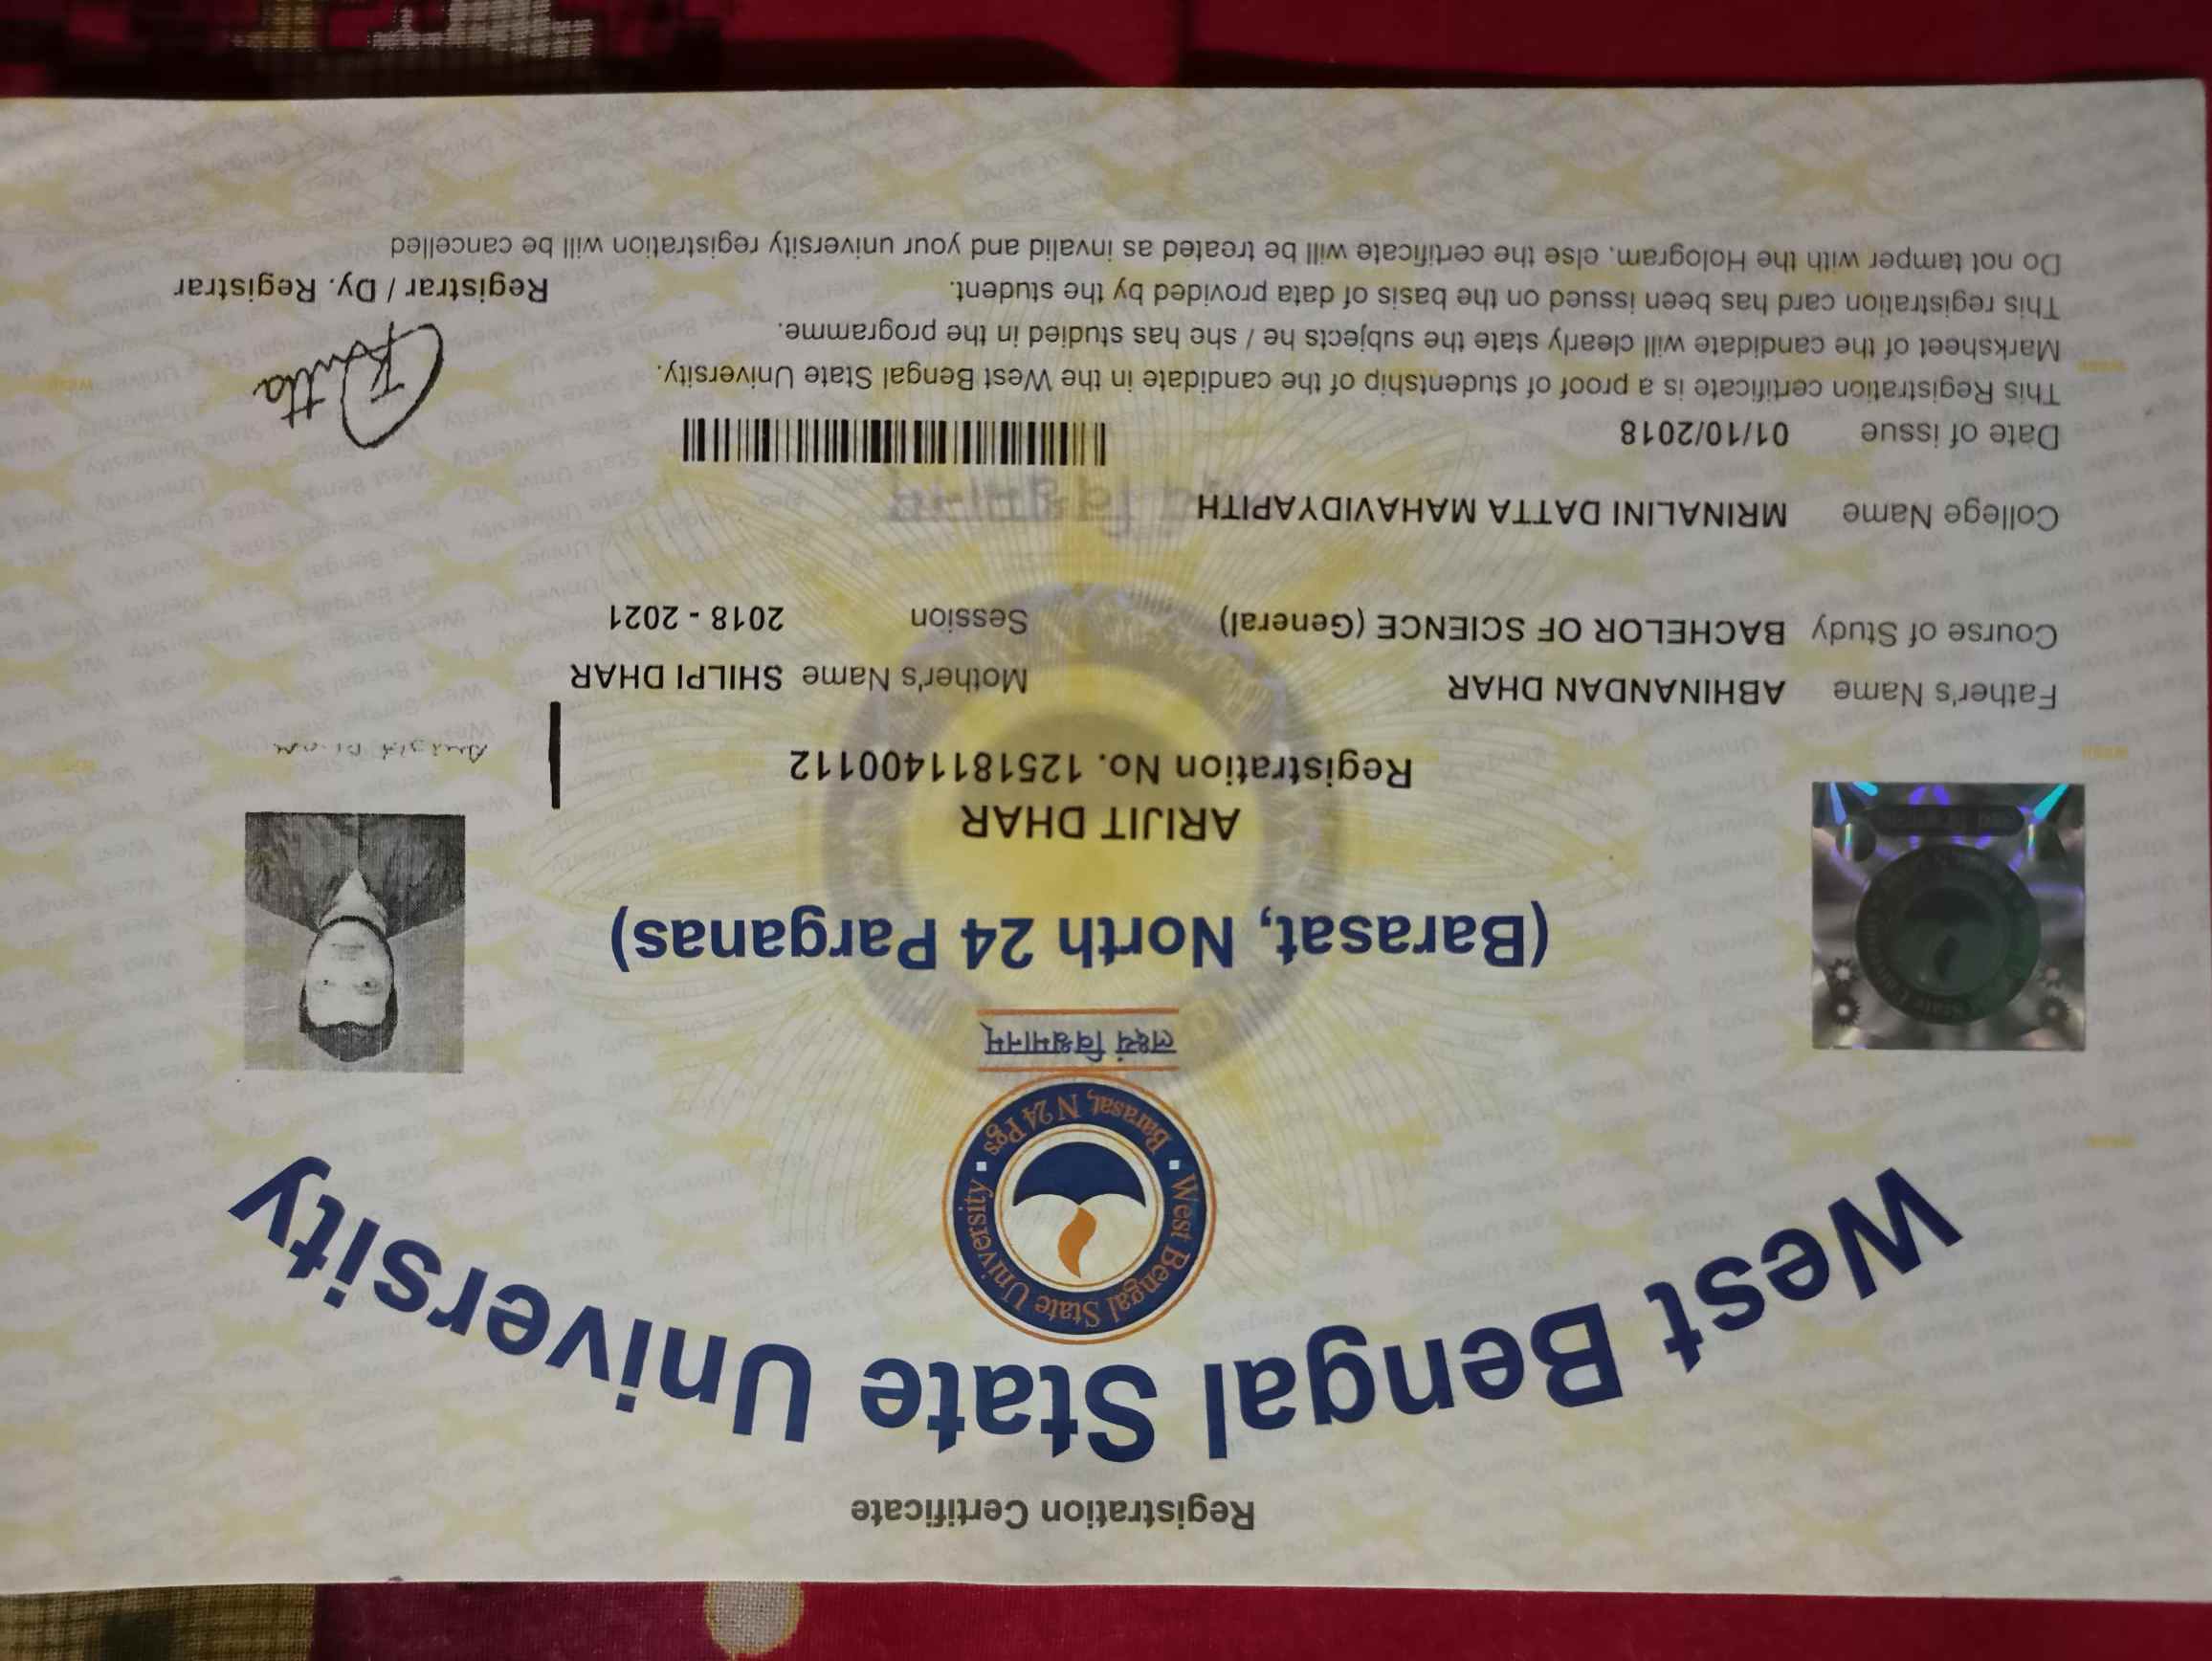 Registration Certificate
West Bengal State University
West Bengal State University
Barasat, N 24 Pgs
लक्ष्यं विश्वमानम्
(Barasat, North 24 Parganas)
ARIJIT DHAR
Registration No. 1251811400112
Arijit Dhar
Father's Name ABHINANDAN DHAR Mother's Name SHILPI DHAR
Course of Study BACHELOR OF SCIENCE (General) Session 2018 - 2021
College Name MRINALINI DATTA MAHAVIDYAPITH
Date of issue 01/10/2018
This Registration certificate is a proof of studentship of the candidate in the West Bengal State University.
Marksheet of the candidate will clearly state the subjects he / she has studied in the programme.
This registration card has been issued on the basis of data provided by the student.
Do not tamper with the Hologram. else the certificate will be treated as invalid and your university registration will be cancelled
Registrar / Dy. Registrar